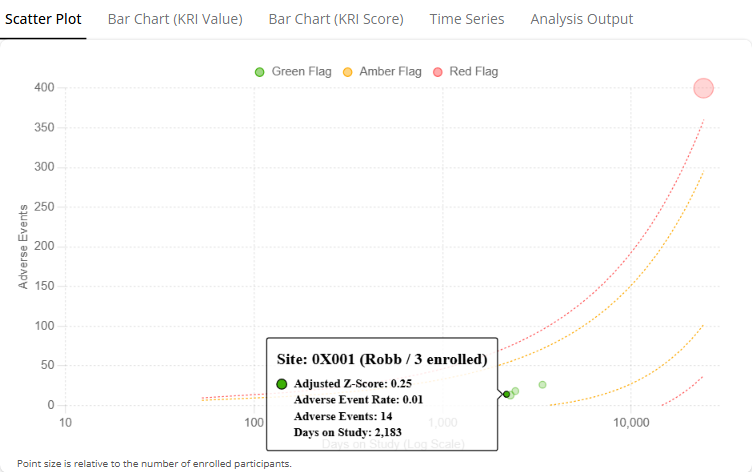 Scatter Plot Bar Chart (KRI Value) Bar Chart (KRI Score) Time Series Analysis Output
Green Flag Amber Flag Red Flag
400
350
300
250
200
150
100
50
0
Adverse Events
Site: 0X001 (Robb / 3 enrolled)
Adjusted Z-Score: 0.25
Adverse Event Rate: 0.01
Adverse Events: 14
Days on Study: 2,183
10 100 1,000 10,000
Days on Study (Log Scale)
Point size is relative to the number of enrolled participants.